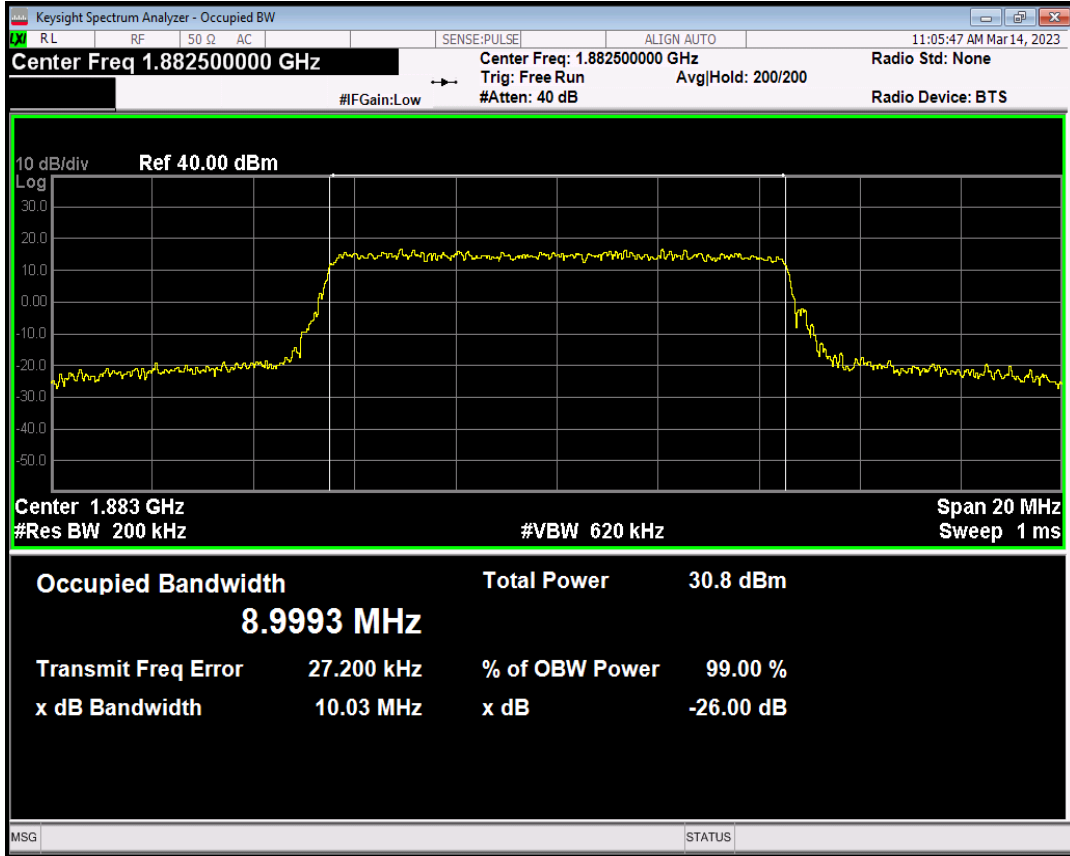 Keysight Spectrum Analyzer - Occupied BW
LXI RL RF 50 Ω AC SENSE:PULSE ALIGN AUTO 11:05:47 AM Mar 14, 2023
Center Freq 1.882500000 GHz Center Freq: 1.882500000 GHz Radio Std: None
Trig: Free Run Avg|Hold: 200/200
#IFGain:Low #Atten: 40 dB Radio Device: BTS
10 dB/div Ref 40.00 dBm
Log
30.0
20.0
10.0
0.00
-10.0
-20.0
-30.0
-40.0
-50.0
Center 1.883 GHz Span 20 MHz
#Res BW 200 kHz #VBW 620 kHz Sweep 1 ms
Occupied Bandwidth Total Power 30.8 dBm
8.9993 MHz
Transmit Freq Error 27.200 kHz % of OBW Power 99.00 %
x dB Bandwidth 10.03 MHz x dB -26.00 dB
MSG STATUS